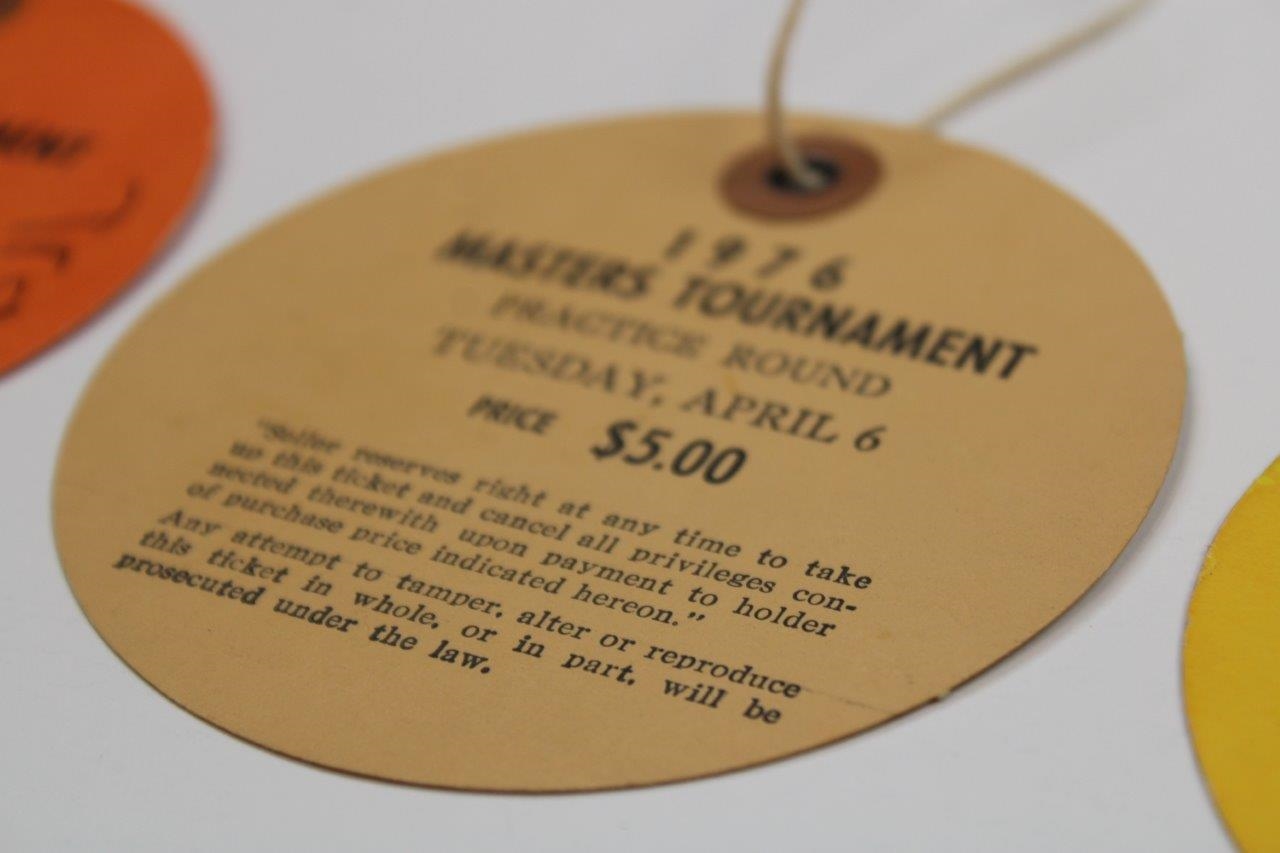 1976
MASTERS TOURNAMENT
PRACTICE ROUND
TUESDAY, APRIL 6
PRICE $5.00
"Seller reserves right at any time to take
up this ticket and cancel all privileges con-
nected therewith upon payment to holder
of purchase price indicated hereon."
Any attempt to tamper, alter or reproduce
this ticket in whole, or in part, will be
prosecuted under the law.